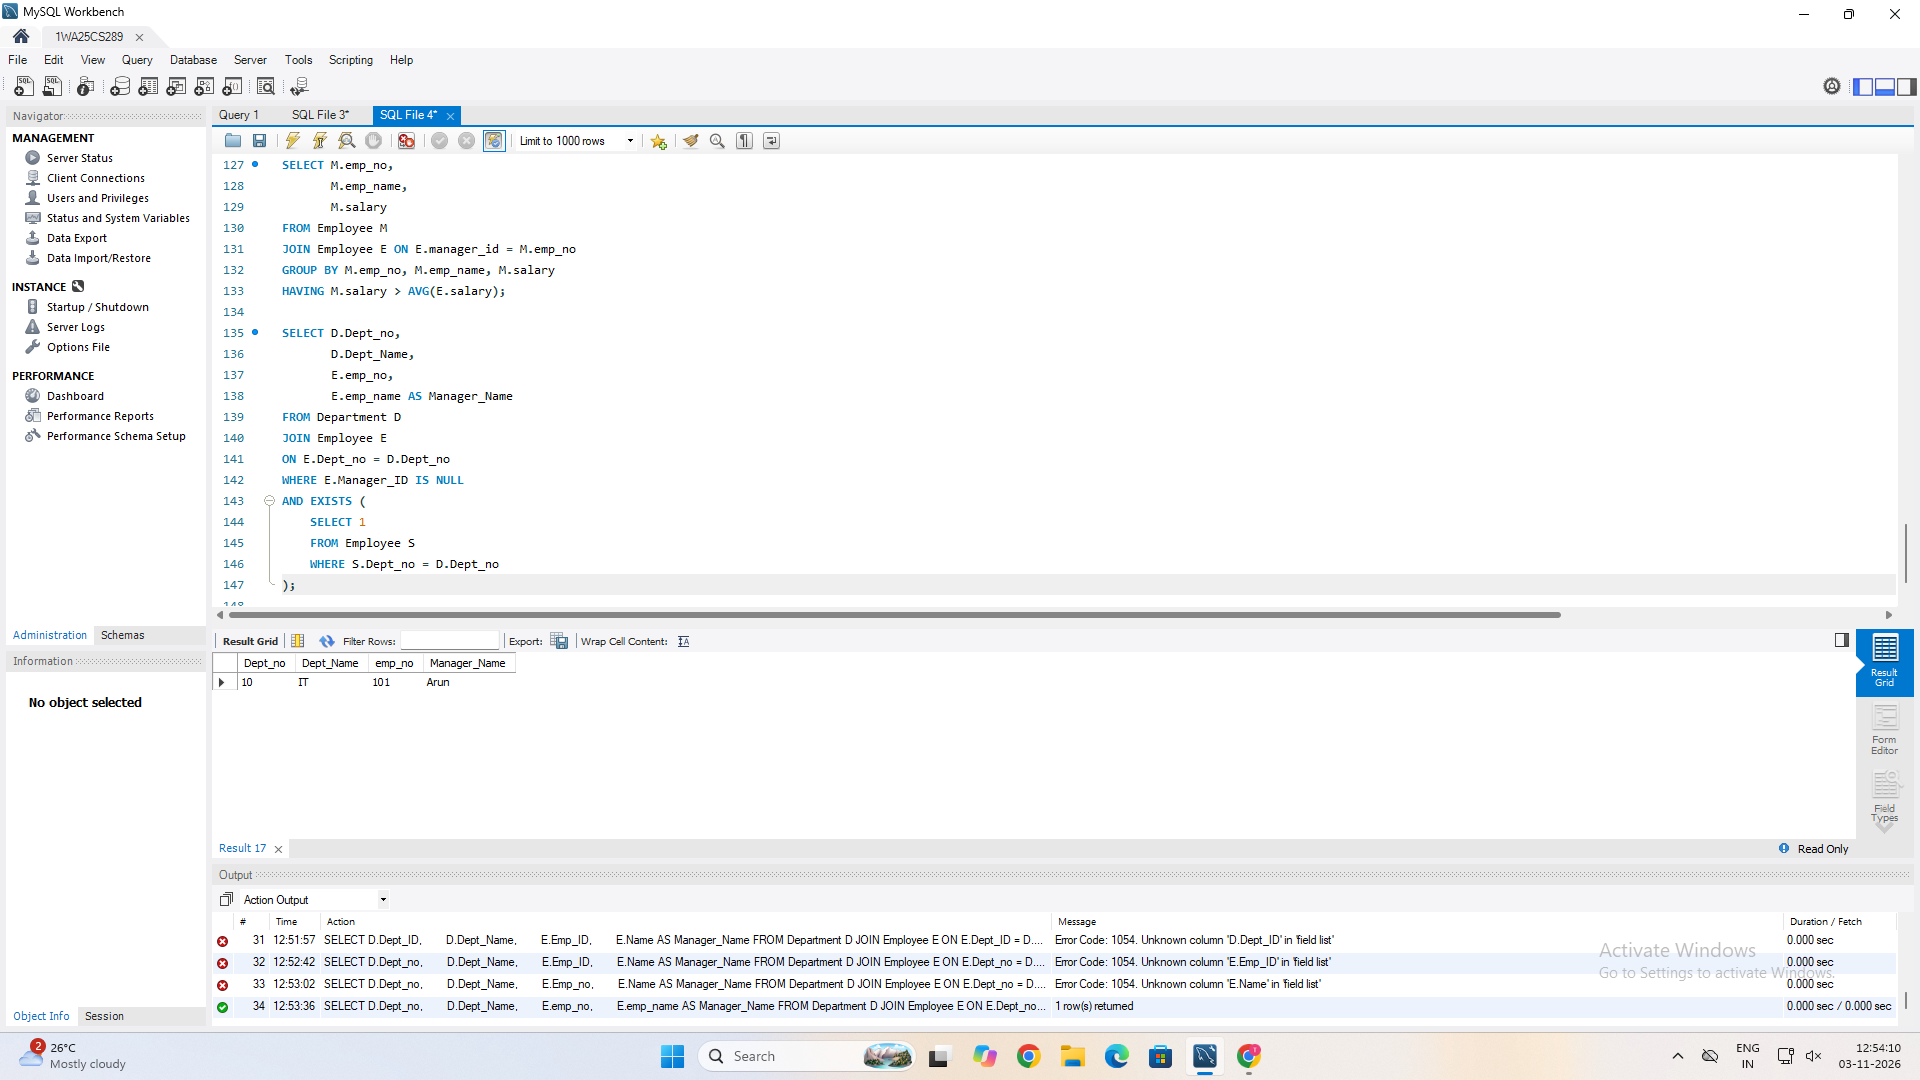 MySQL Workbench
1WA25CS289
File Edit View Query Database Server Tools Scripting Help
Navigator
MANAGEMENT
Server Status
Client Connections
Users and Privileges
Status and System Variables
Data Export
Data Import/Restore
INSTANCE
Startup / Shutdown
Server Logs
Options File
PERFORMANCE
Dashboard
Performance Reports
Performance Schema Setup
Administration Schemas
Information
No object selected
Object Info Session
Query 1 SQL File 3* SQL File 4*
Limit to 1000 rows
127 SELECT M.emp_no,
128 M.emp_name,
129 M.salary
130 FROM Employee M
131 JOIN Employee E ON E.manager_id = M.emp_no
132 GROUP BY M.emp_no, M.emp_name, M.salary
133 HAVING M.salary > AVG(E.salary);
134
135 SELECT D.Dept_no,
136 D.Dept_Name,
137 E.emp_no,
138 E.emp_name AS Manager_Name
139 FROM Department D
140 JOIN Employee E
141 ON E.Dept_no = D.Dept_no
142 WHERE E.Manager_ID IS NULL
143 AND EXISTS (
144 SELECT 1
145 FROM Employee S
146 WHERE S.Dept_no = D.Dept_no
147 );
148
Result Grid Filter Rows: Export: Wrap Cell Content:
Dept_no Dept_Name emp_no Manager_Name
10 IT 101 Arun
Result Grid
Form Editor
Field Types
Result 17
Read Only
Output
Action Output
# Time Action Message Duration / Fetch
31 12:51:57 SELECT D.Dept_ID, D.Dept_Name, E.Emp_ID, E.Name AS Manager_Name FROM Department D JOIN Employee E ON E.Dept_ID = D.... Error Code: 1054. Unknown column 'D.Dept_ID' in 'field list' 0.000 sec
32 12:52:42 SELECT D.Dept_no, D.Dept_Name, E.Emp_ID, E.Name AS Manager_Name FROM Department D JOIN Employee E ON E.Dept_no = D.... Error Code: 1054. Unknown column 'E.Emp_ID' in 'field list' 0.000 sec
33 12:53:02 SELECT D.Dept_no, D.Dept_Name, E.Emp_no, E.Name AS Manager_Name FROM Department D JOIN Employee E ON E.Dept_no = D.... Error Code: 1054. Unknown column 'E.Name' in 'field list' 0.000 sec
34 12:53:36 SELECT D.Dept_no, D.Dept_Name, E.emp_no, E.emp_name AS Manager_Name FROM Department D JOIN Employee E ON E.Dept_no... 1 row(s) returned 0.000 sec / 0.000 sec
Activate Windows
Go to Settings to activate Windows.
2
26°C
Mostly cloudy
Search
ENG
IN
12:54:10
03-11-2026